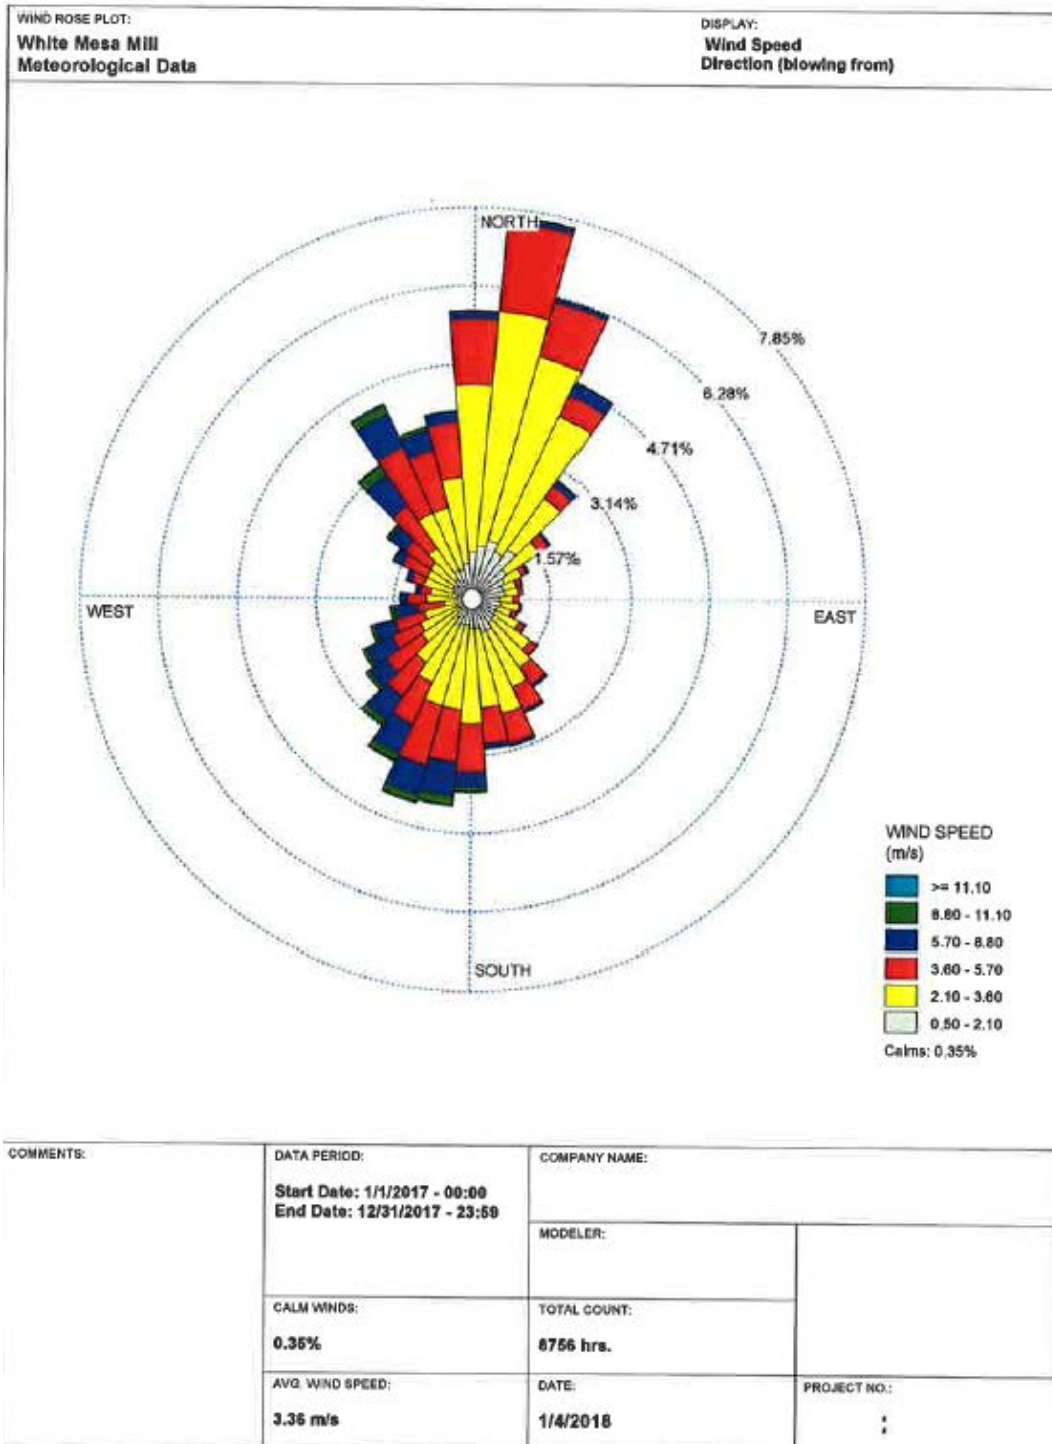 WIND ROSE PLOT:
White Mesa Mill
Meteorological Data
DISPLAY:
Wind Speed
Direction (blowing from)
NORTH
7.85%
6.28%
4.71%
3.14%
1.57%
WEST
EAST
SOUTH
WIND SPEED
(m/s)
>= 11.10
8.80 - 11.10
5.70 - 8.80
3.60 - 5.70
2.10 - 3.60
0.50 - 2.10
Calms: 0.35%
COMMENTS:
DATA PERIOD:
Start Date: 1/1/2017 - 00:00
End Date: 12/31/2017 - 23:59
COMPANY NAME:
MODELER:
CALM WINDS:
0.35%
TOTAL COUNT:
8756 hrs.
AVG. WIND SPEED:
3.36 m/s
DATE:
1/4/2018
PROJECT NO.: